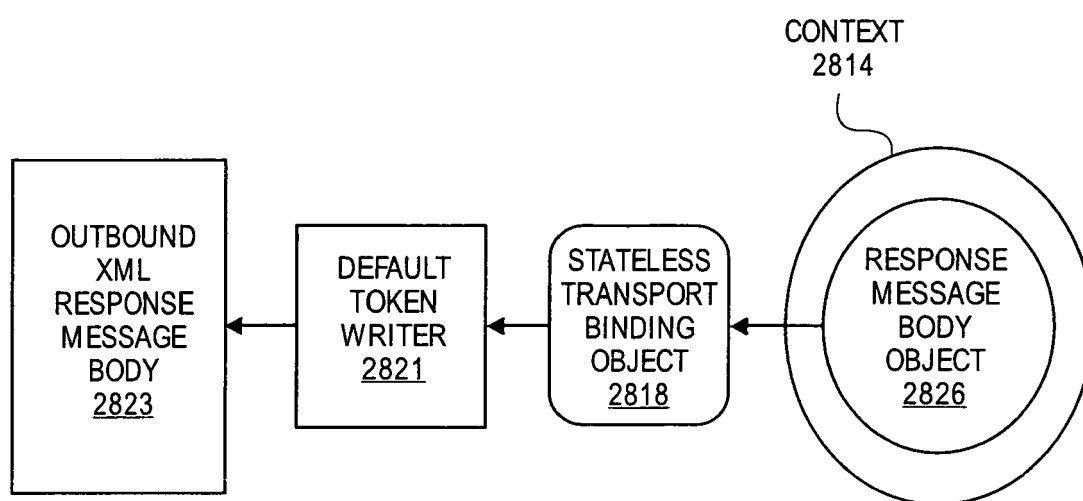 CONTEXT
2814
OUTBOUND
XML
RESPONSE
MESSAGE
BODY
2823
DEFAULT
TOKEN
WRITER
2821
STATELESS
TRANSPORT
BINDING
OBJECT
2818
RESPONSE
MESSAGE
BODY
OBJECT
2826